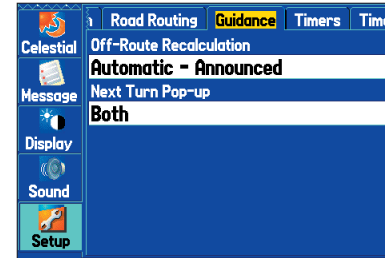 Road Routing Guidance Timers
Celestial
Off-Route Recalculation
Automatic - Announced
Message
Next Turn Pop-up
Both
Display
Sound
Setup